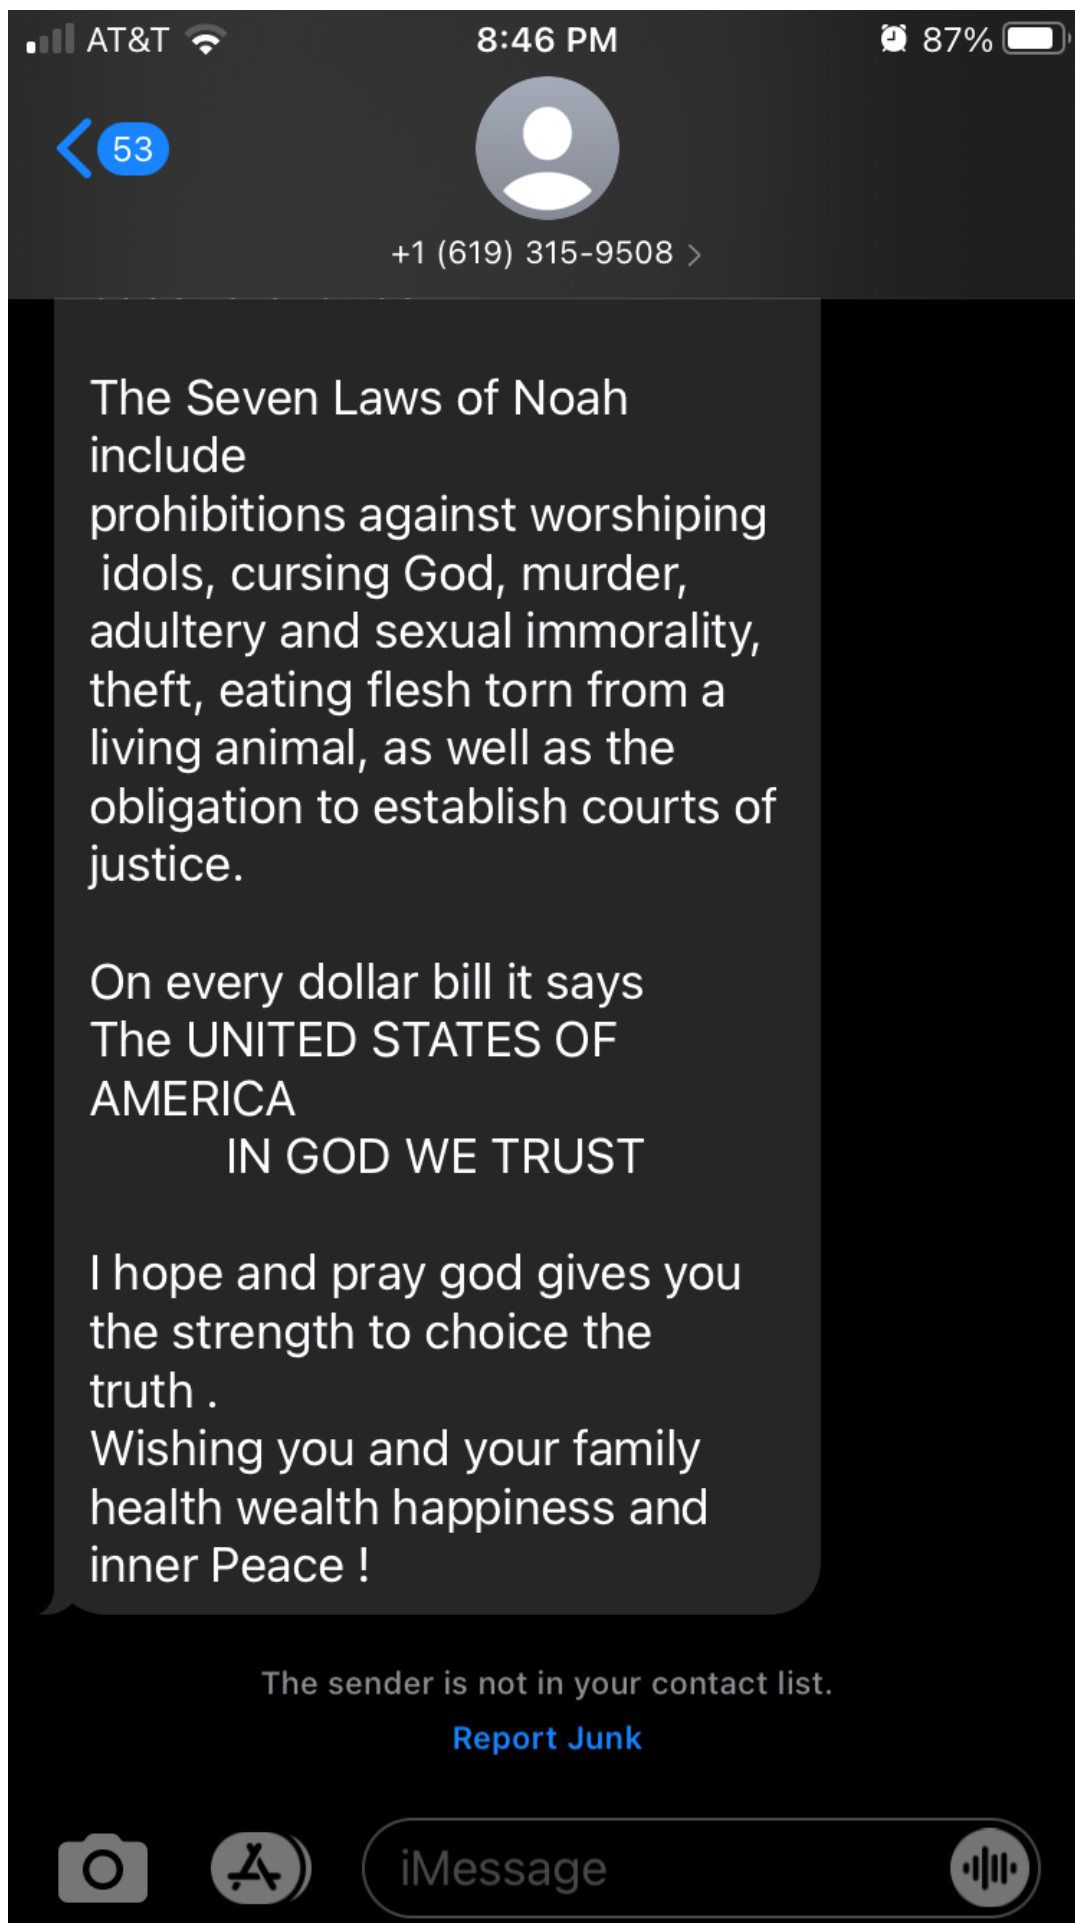 AT&T 8:46 PM 87%
53
+1 (619) 315-9508
The Seven Laws of Noah
include
prohibitions against worshiping
idols, cursing God, murder,
adultery and sexual immorality,
theft, eating flesh torn from a
living animal, as well as the
obligation to establish courts of
justice.
On every dollar bill it says
The UNITED STATES OF
AMERICA
IN GOD WE TRUST
I hope and pray god gives you
the strength to choice the
truth .
Wishing you and your family
health wealth happiness and
inner Peace !
The sender is not in your contact list.
Report Junk
iMessage